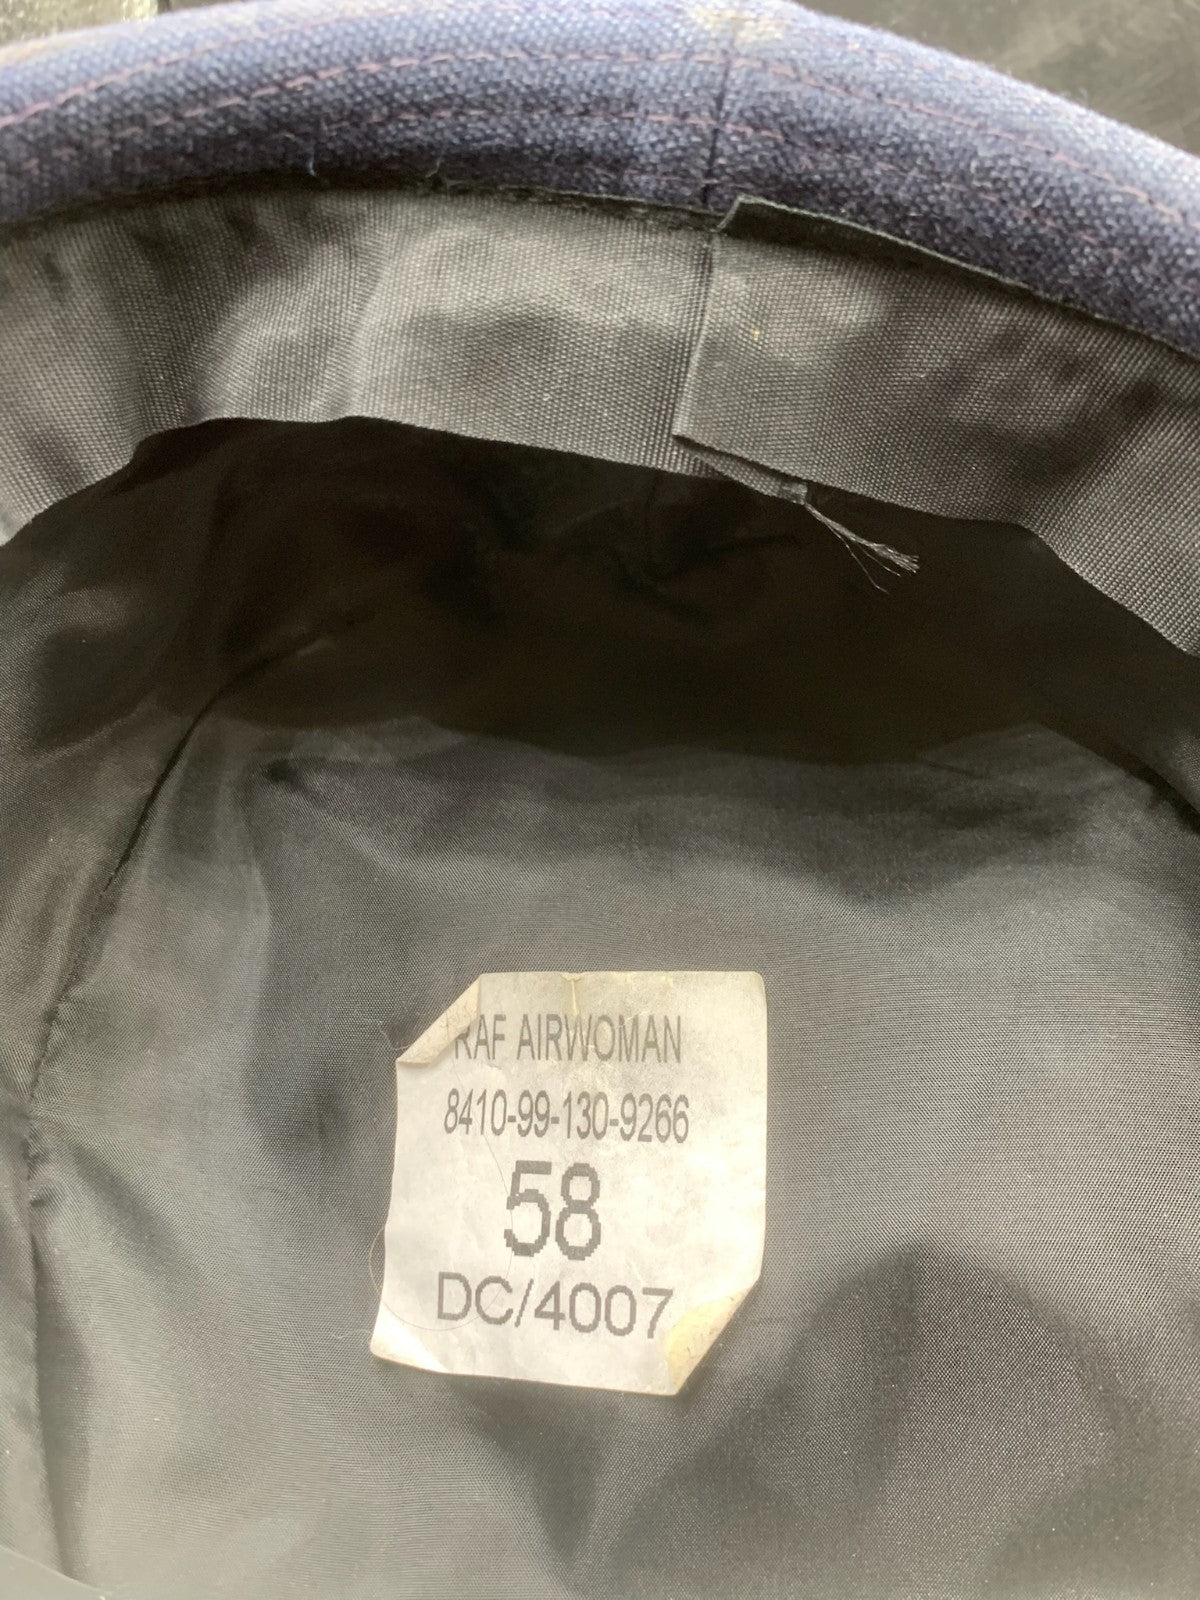 RAF AIRWOMAN
8410-99-130-9266
58
DC/4007